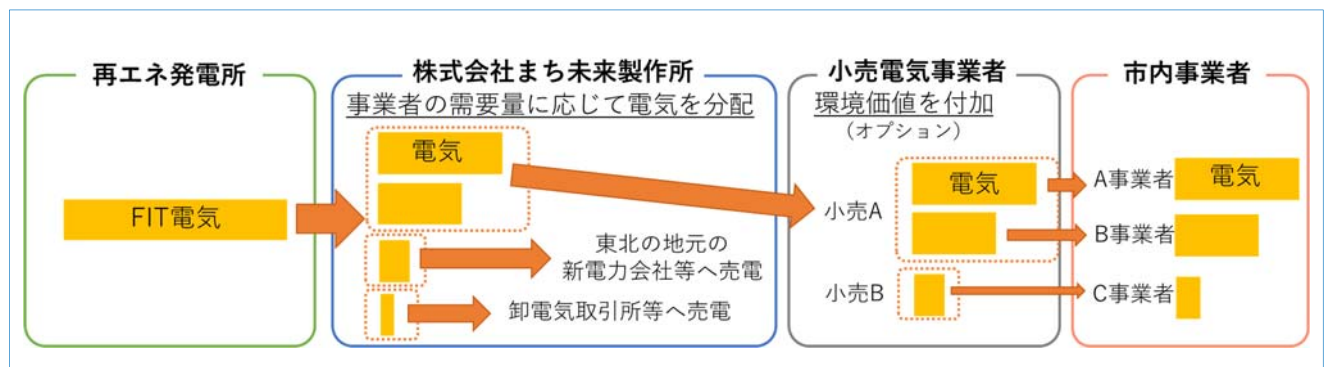 再エネ発電所
FIT電気
株式会社まち未来製作所
事業者の需要量に応じて電気を分配
電気
東北の地元の
新電力会社等へ売電
卸電気取引所等へ売電
小売電気事業者
環境価値を付加
（オプション）
小売A
電気
小売B
市内事業者
A事業者
電気
B事業者
C事業者